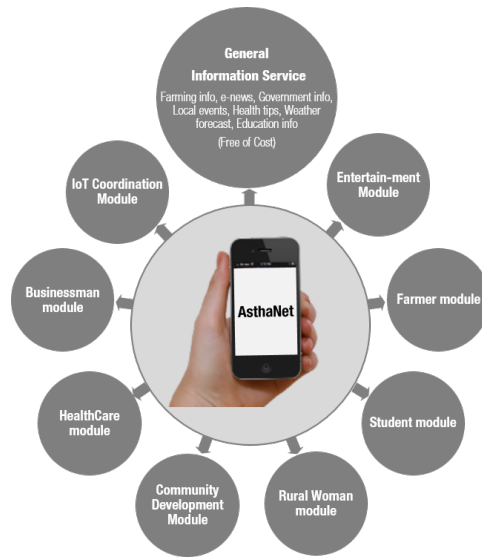 General
Information Service
Farming info, e-news, Government info,
Local events, Health tips, Weather
forecast, Education info
(Free of Cost)
IoT Coordination
Module
Entertain-ment
Module
Businessman
module
AsthaNet
Farmer module
HealthCare
module
Student module
Community
Development
Module
Rural Woman
module